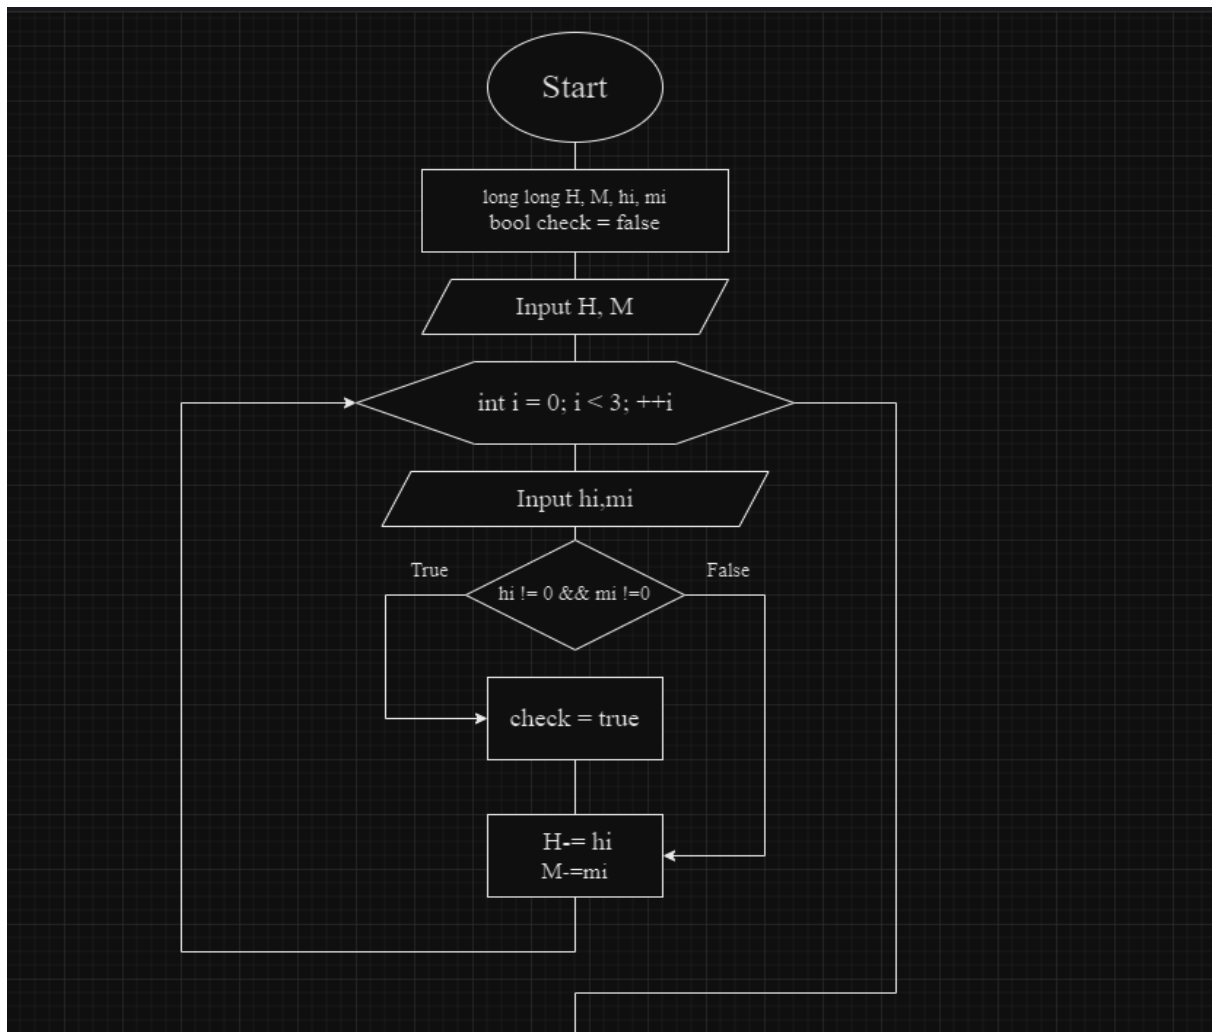 Start
long long H, M, hi, mi
bool check = false
Input H, M
int i = 0; i < 3; ++i
Input hi,mi
True
False
hi != 0 && mi !=0
check = true
H-= hi
M-=mi